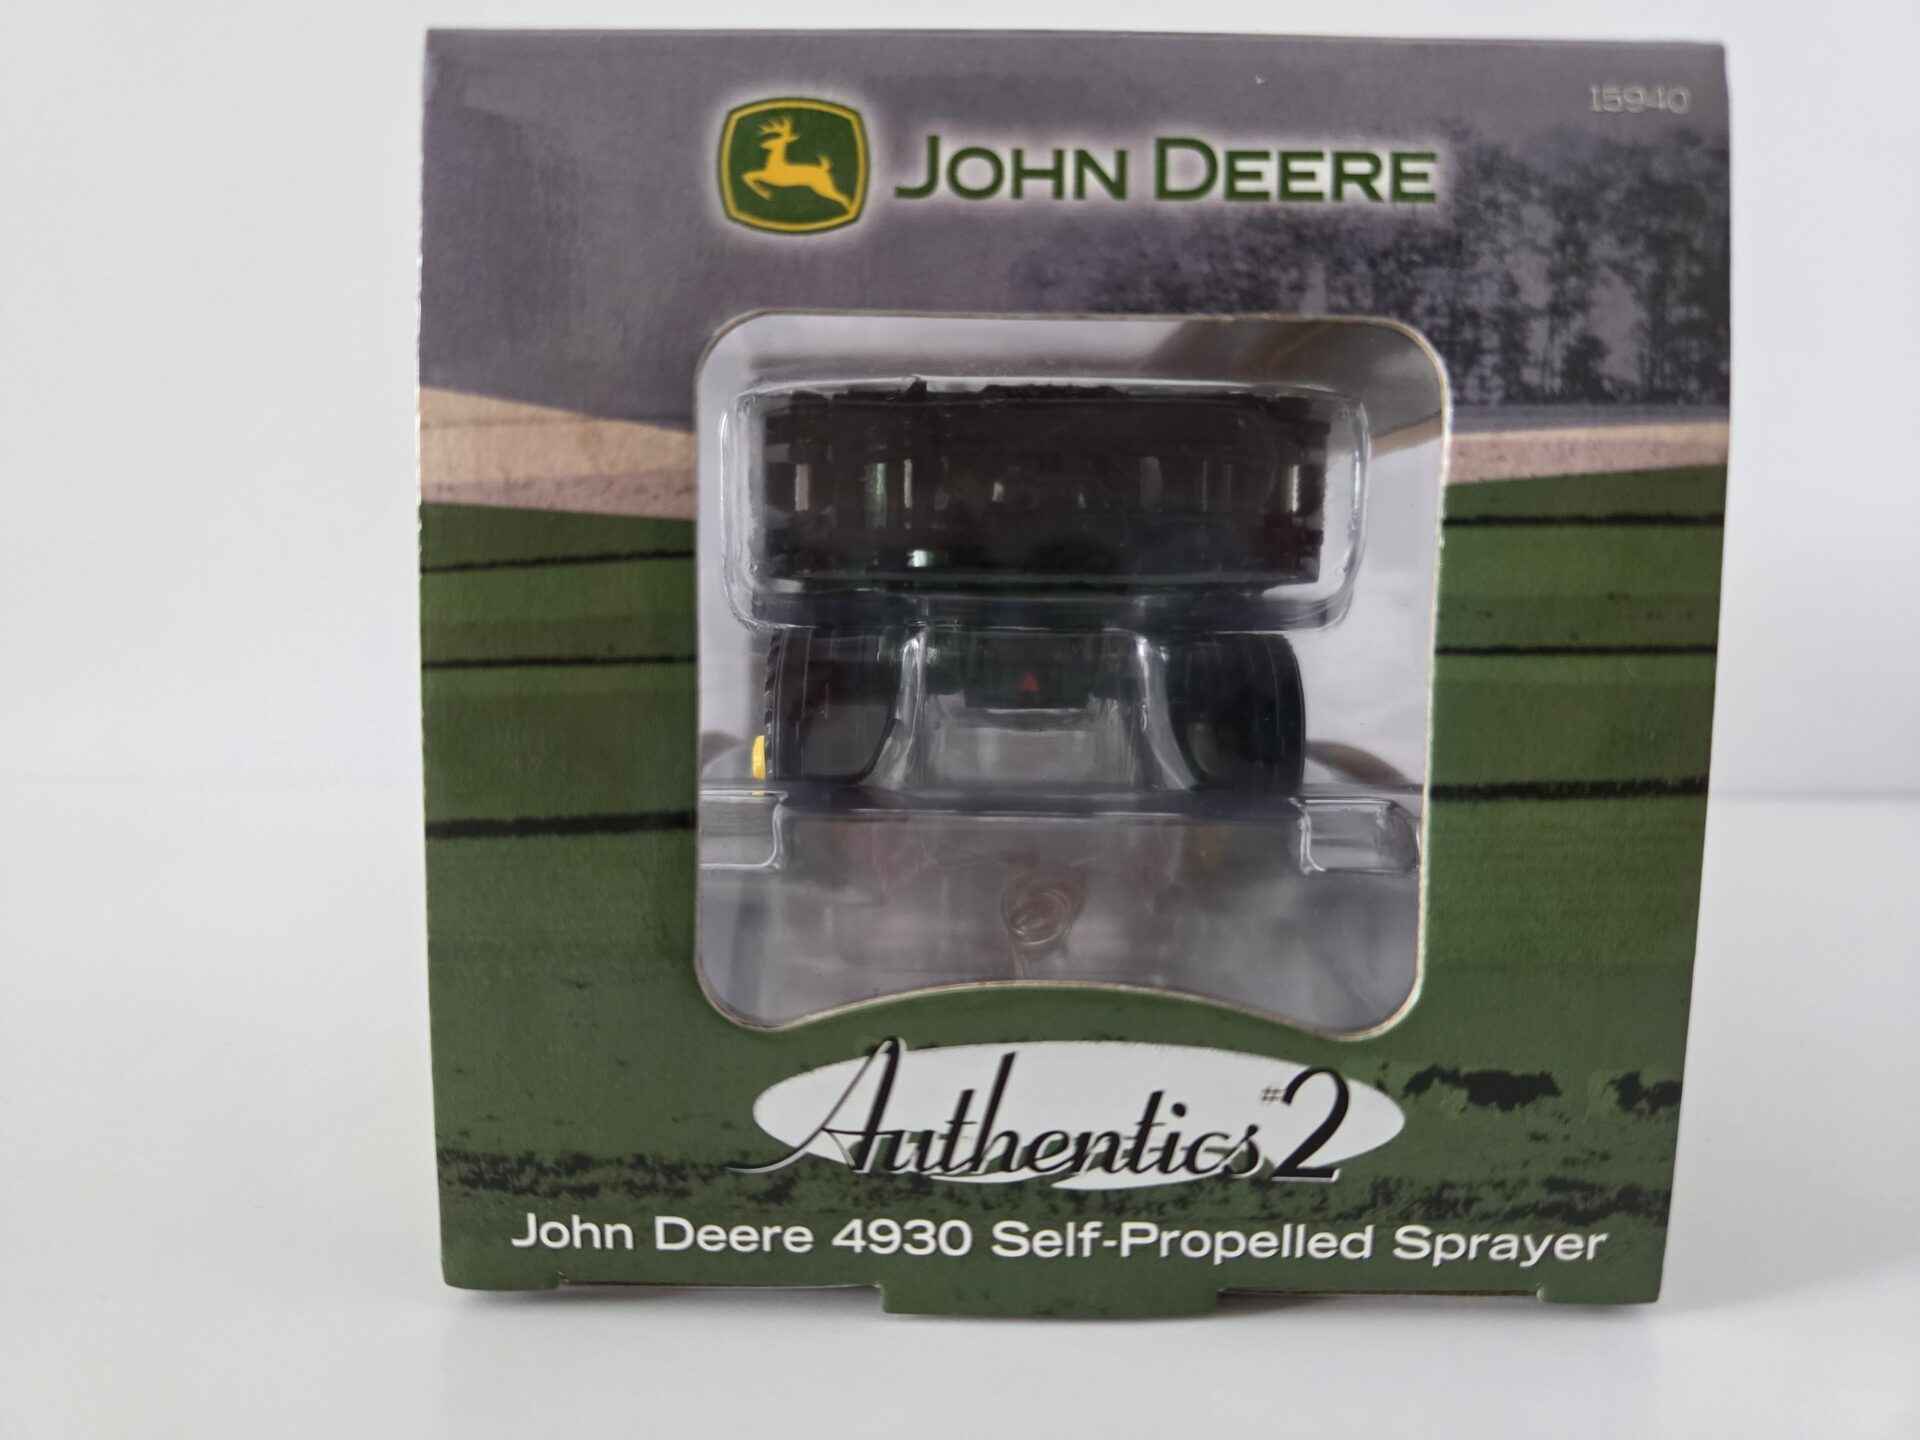 15940
JOHN DEERE
Authentics #2
John Deere 4930 Self-Propelled Sprayer